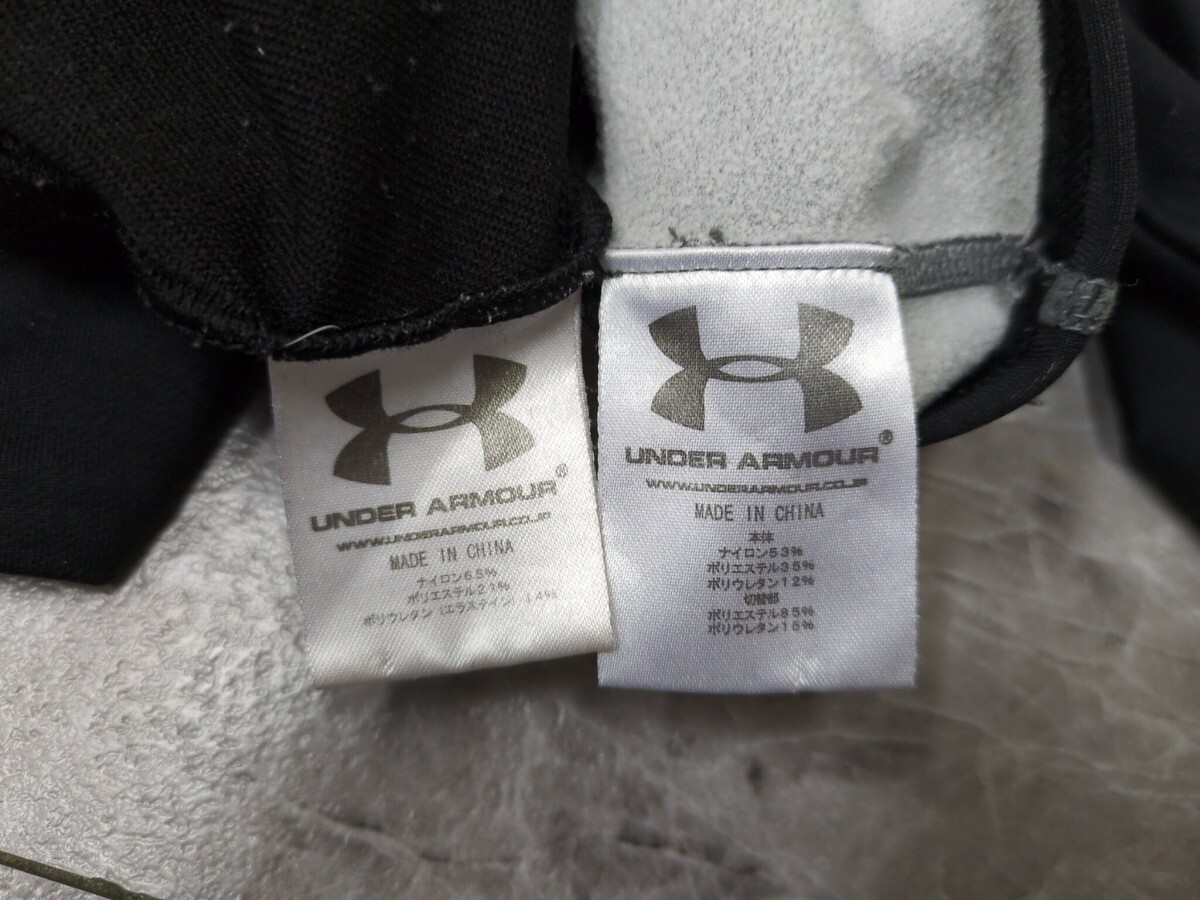 UNDER ARMOUR®
WWW.UNDERARMOUR.CO.JP
MADE IN CHINA
ナイロン65%
ポリエステル21%
ポリウレタン(エラステイン) 14%
UNDER ARMOUR®
WWW.UNDERARMOUR.CO.JP
MADE IN CHINA
本体
ナイロン53%
ポリエステル35%
ポリウレタン12%
切替部
ポリエステル85%
ポリウレタン15%